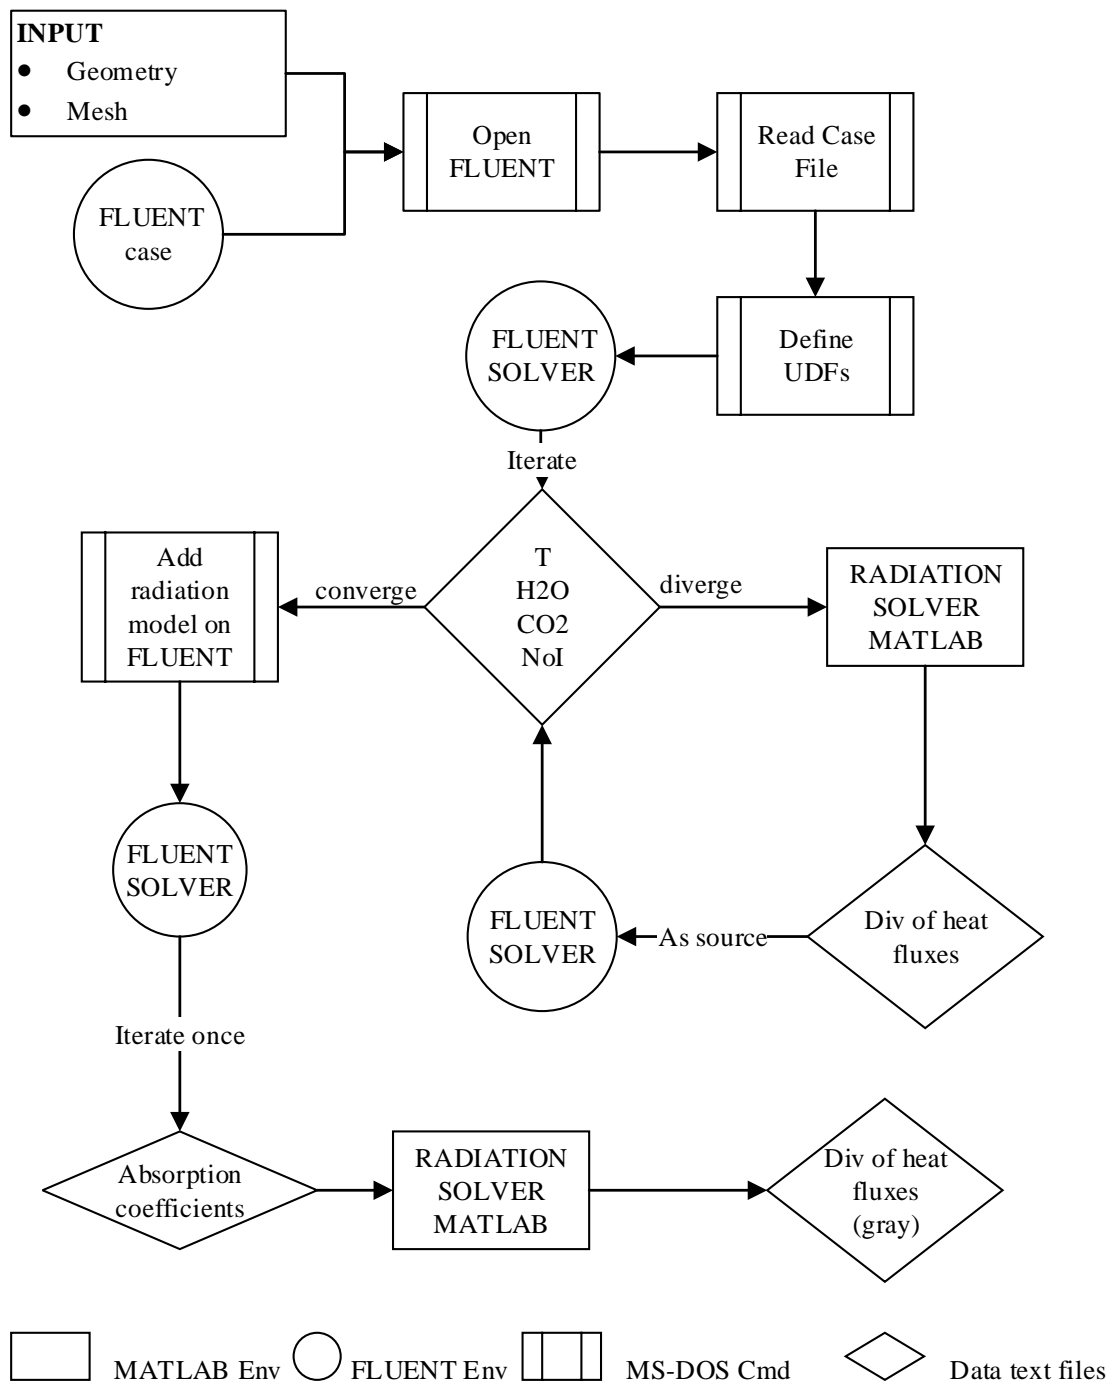 INPUT
● Geometry
● Mesh
FLUENT
case
Open
FLUENT
Read Case
File
Define
UDFs
FLUENT
SOLVER
Iterate
T
H2O
CO2
NoI
converge
diverge
Add
radiation
model on
FLUENT
RADIATION
SOLVER
MATLAB
FLUENT
SOLVER
FLUENT
SOLVER
As source
Div of heat
fluxes
Iterate once
Absorption
coefficients
RADIATION
SOLVER
MATLAB
Div of heat
fluxes
(gray)
MATLAB Env
FLUENT Env
MS-DOS Cmd
Data text files